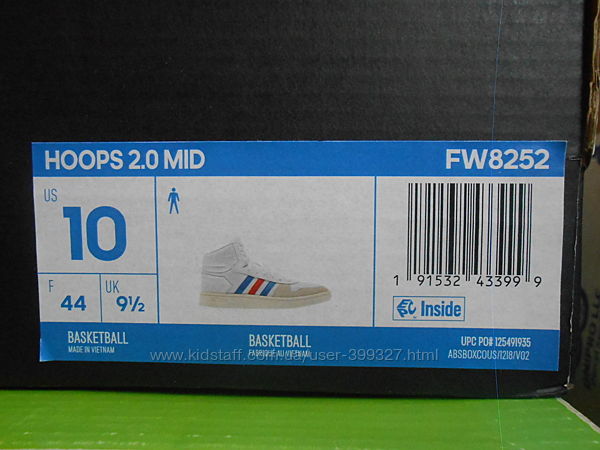 HOOPS 2.0 MID
FW8252
US
10
F
44
UK
9½
1 91532 43399 9
Inside
BASKETBALL
MADE IN VIETNAM
BASKETBALL
FABRIQUÉ AU VIETNAM
UPC PO# 125491935
ABSBOXCOUS/1218/V02
www.kidstaff.com.ua/user-399327.html